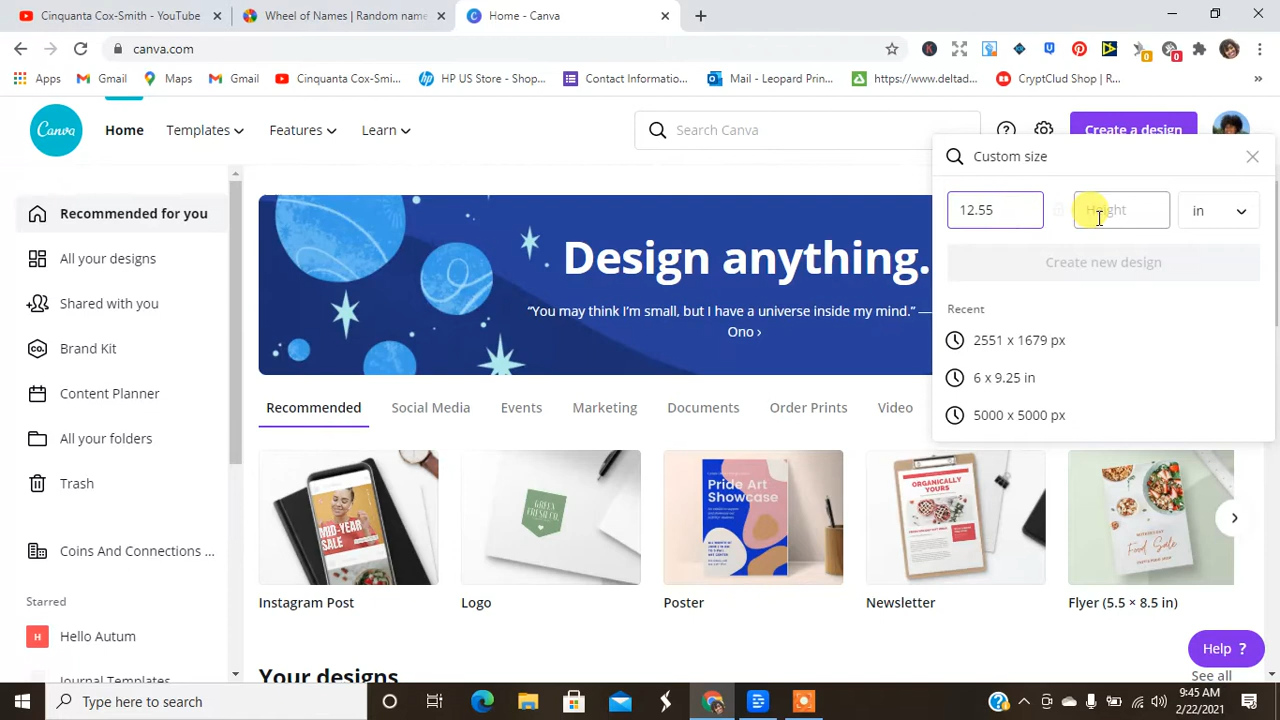 Cinquanta Cox-Smith - YouTube
Wheel of Names | Random name
Home - Canva
canva.com
Apps
Gmail
Maps
Gmail
Cinquanta Cox-Smi...
HP US Store - Shop...
Contact Informatio...
Mail - Leopard Prin...
https://www.deltad...
CryptClud Shop | R...
Canva
Home
Templates
Features
Learn
Search Canva
Create a design
Custom size
12.55
Height
in
Create new design
Recent
2551 x 1679 px
6 x 9.25 in
5000 x 5000 px
Recommended for you
All your designs
Shared with you
Brand Kit
Content Planner
All your folders
Trash
Coins And Connections ...
Starred
H
Hello Autum
Journal Templates
Design anything.
“You may think I'm small, but I have a universe inside my mind.” —
Ono ›
Recommended
Social Media
Events
Marketing
Documents
Order Prints
Video
MID-YEAR
SALE
GREEN
FRESH CO.
Pride Art
Showcase
ORGANICALLY
YOURS
Food Sale
Instagram Post
Logo
Poster
Newsletter
Flyer (5.5 × 8.5 in)
Your designs
See all
Help ?
Type here to search
9:45 AM
2/22/2021